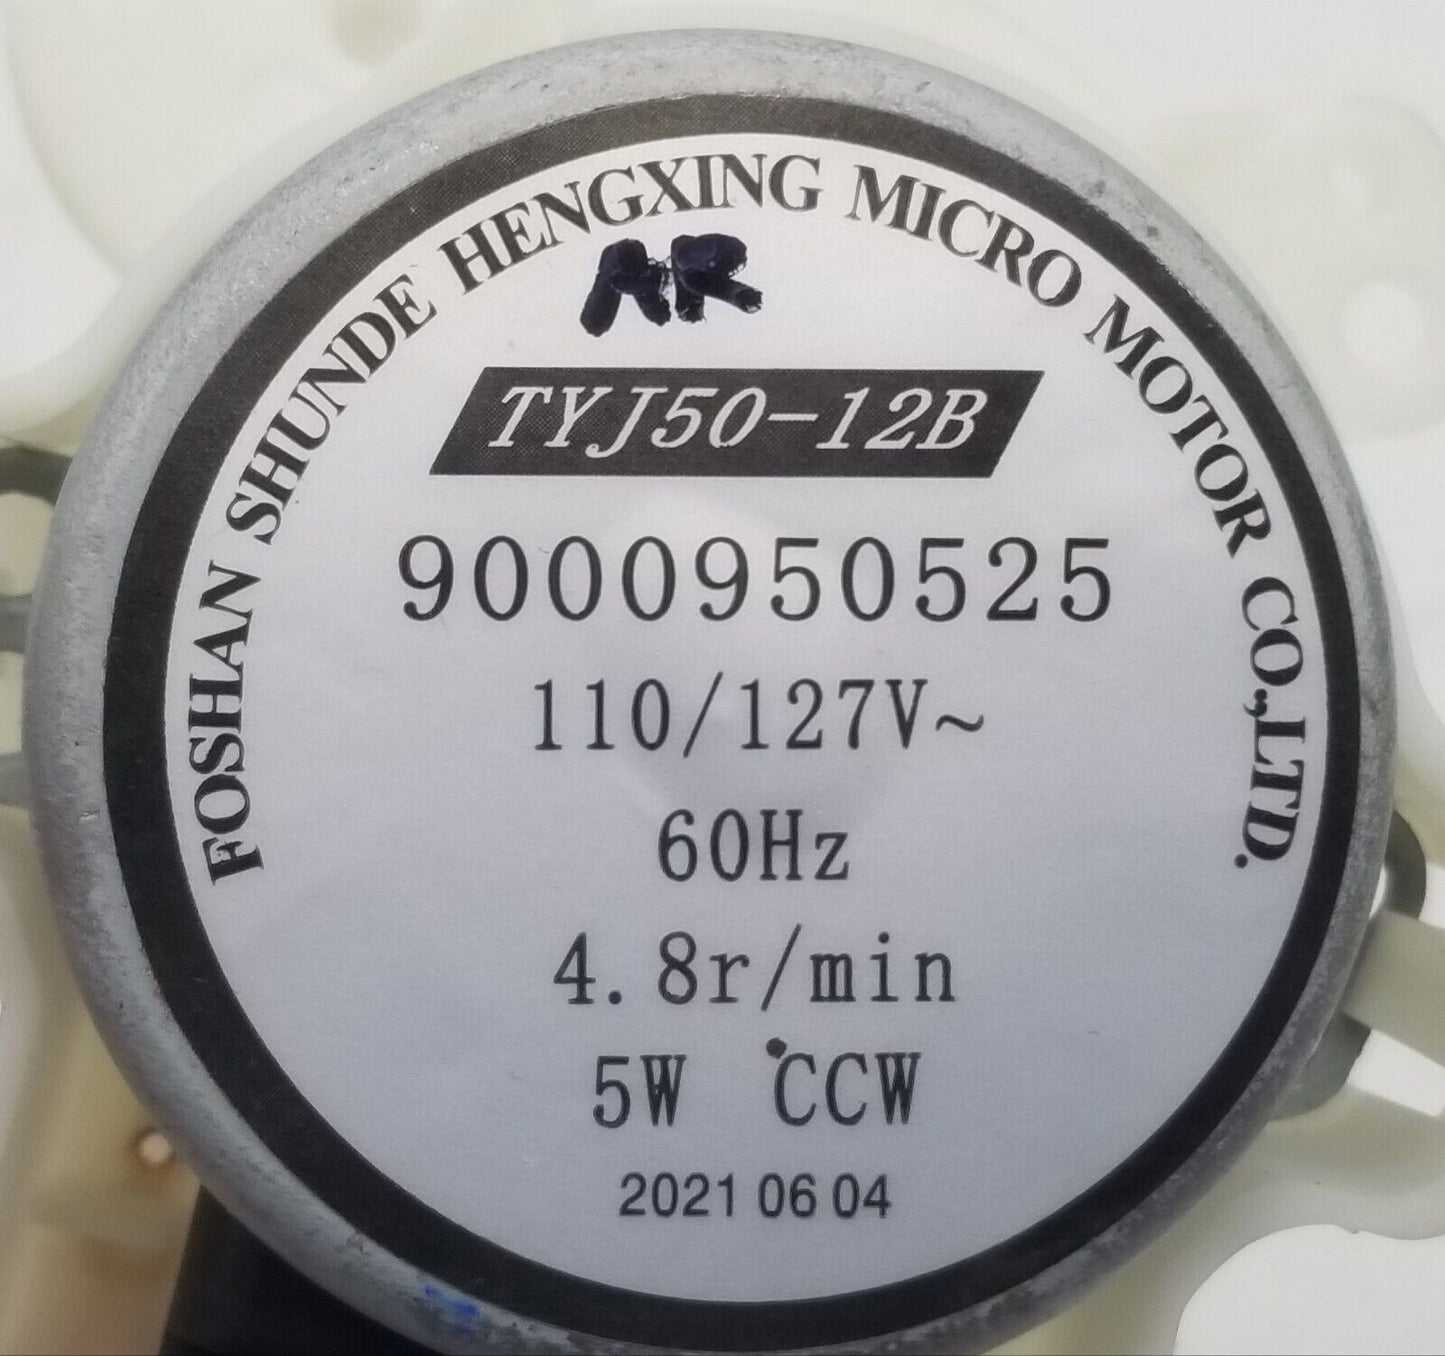 FOSHAN SHUNDE HENGXING MICRO MOTOR CO.,LTD.
AR
TYJ50-12B
9000950525
110/127V~
60Hz
4.8r/min
5W CCW
2021 06 04